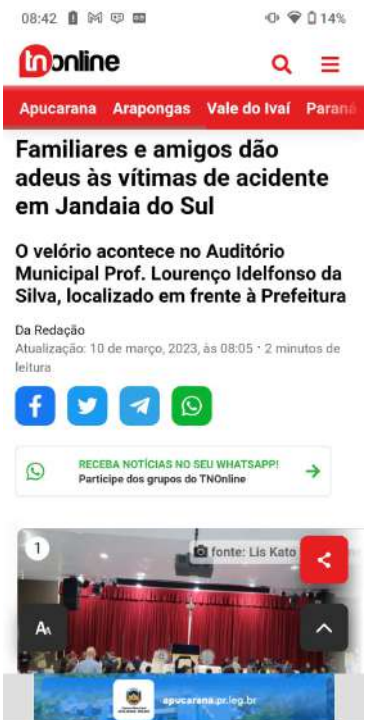 08:42
14%
tnonline
Apucarana Arapongas Vale do Ivaí Paraná
Familiares e amigos dão
adeus às vítimas de acidente
em Jandaia do Sul
O velório acontece no Auditório
Municipal Prof. Lourenço Idelfonso da
Silva, localizado em frente à Prefeitura
Da Redação
Atualização: 10 de março, 2023, às 08:05 · 2 minutos de
leitura
RECEBA NOTÍCIAS NO SEU WHATSAPP!
Participe dos grupos do TNOnline
1
fonte: Lis Kato
AA
apucarana.pr.leg.br